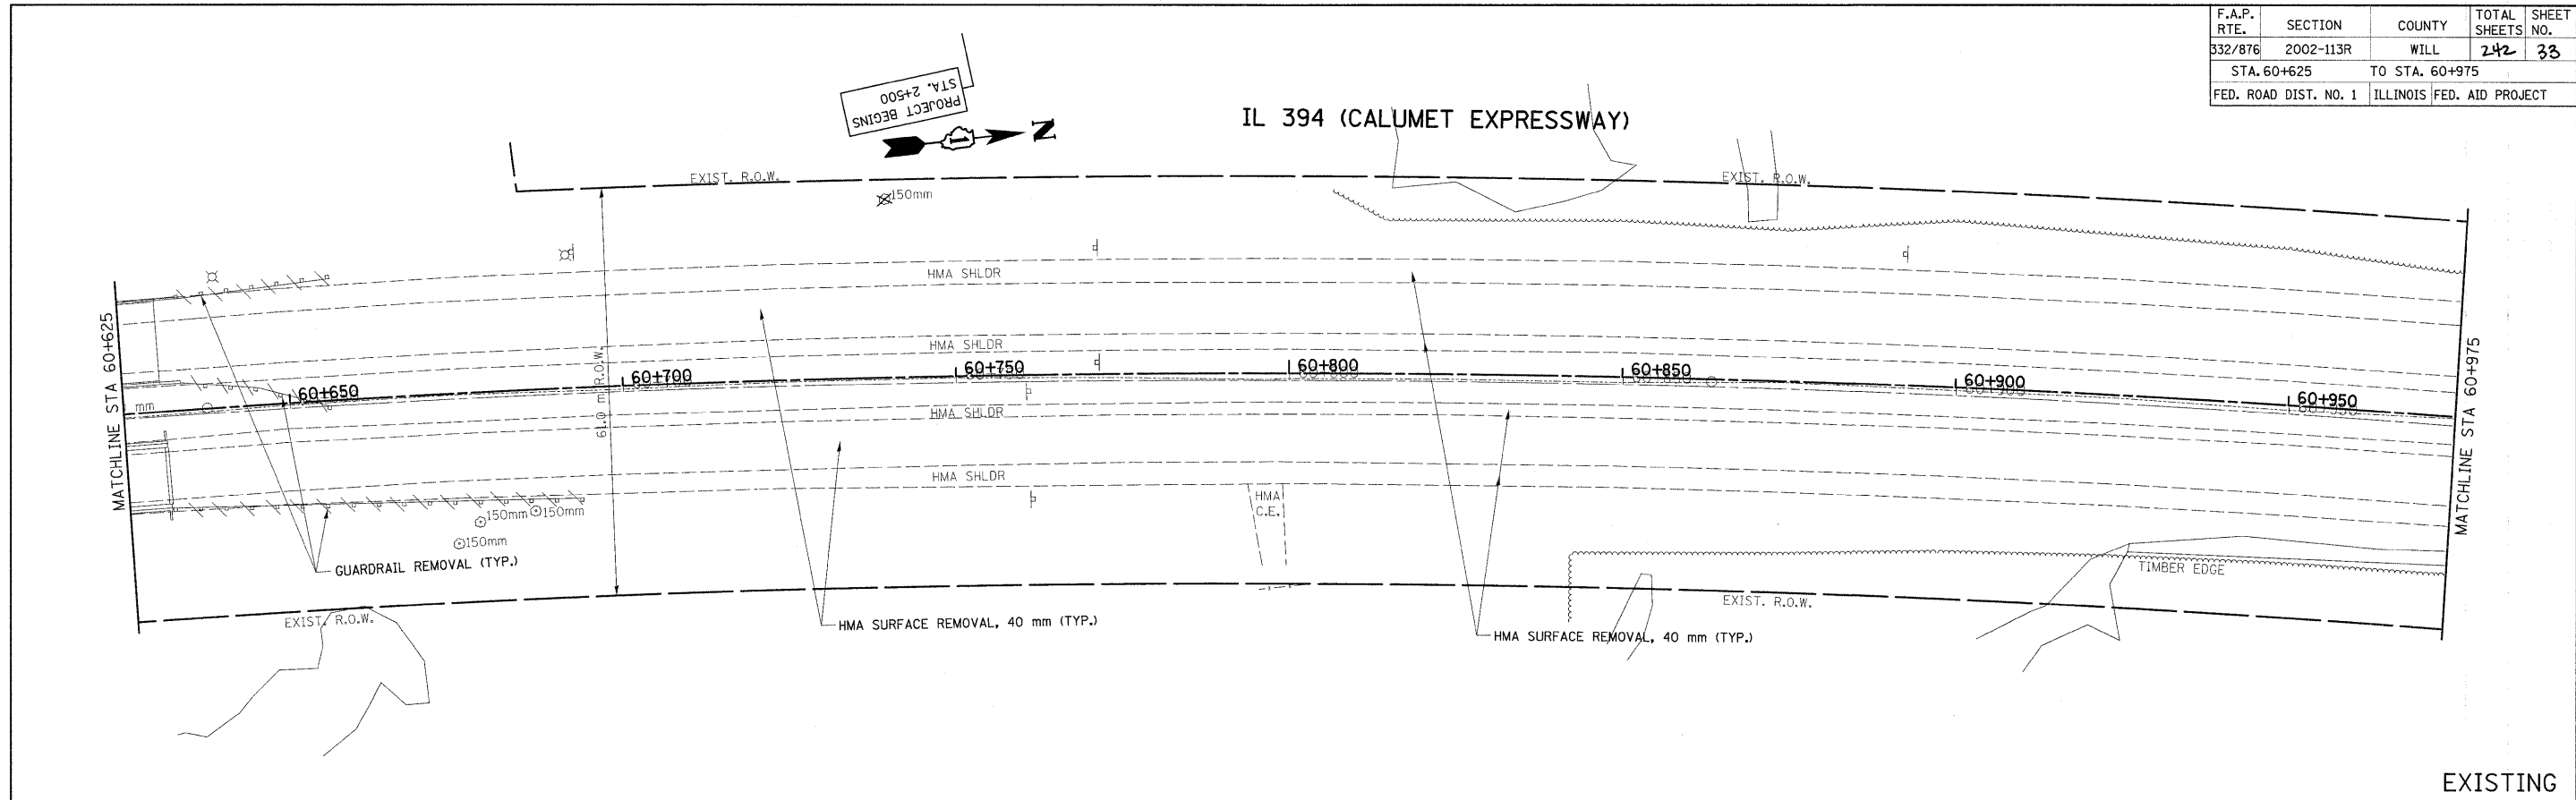 F.A.P. RTE. SECTION COUNTY TOTAL SHEETS SHEET NO.
332/876 2002-113R WILL 242 33
STA. 60+625 TO STA. 60+975
FED. ROAD DIST. NO. 1 ILLINOIS FED. AID PROJECT
PROJECT BEGINS
STA. 2+500
N
IL 394 (CALUMET EXPRESSWAY)
EXIST. R.O.W.
EXIST. R.O.W.
150mm
HMA SHLDR
HMA SHLDR
MATCHLINE STA 60+625
mm
60+650
60+700
60+750
60+800
60+850
60+900
60+950
MATCHLINE STA 60+975
61.0 m R.O.W.
HMA SHLDR
HMA SHLDR
HMA
C.E.
150mm
150mm
150mm
GUARDRAIL REMOVAL (TYP.)
TIMBER EDGE
EXIST. R.O.W.
EXIST. R.O.W.
HMA SURFACE REMOVAL, 40 mm (TYP.)
HMA SURFACE REMOVAL, 40 mm (TYP.)
EXISTING